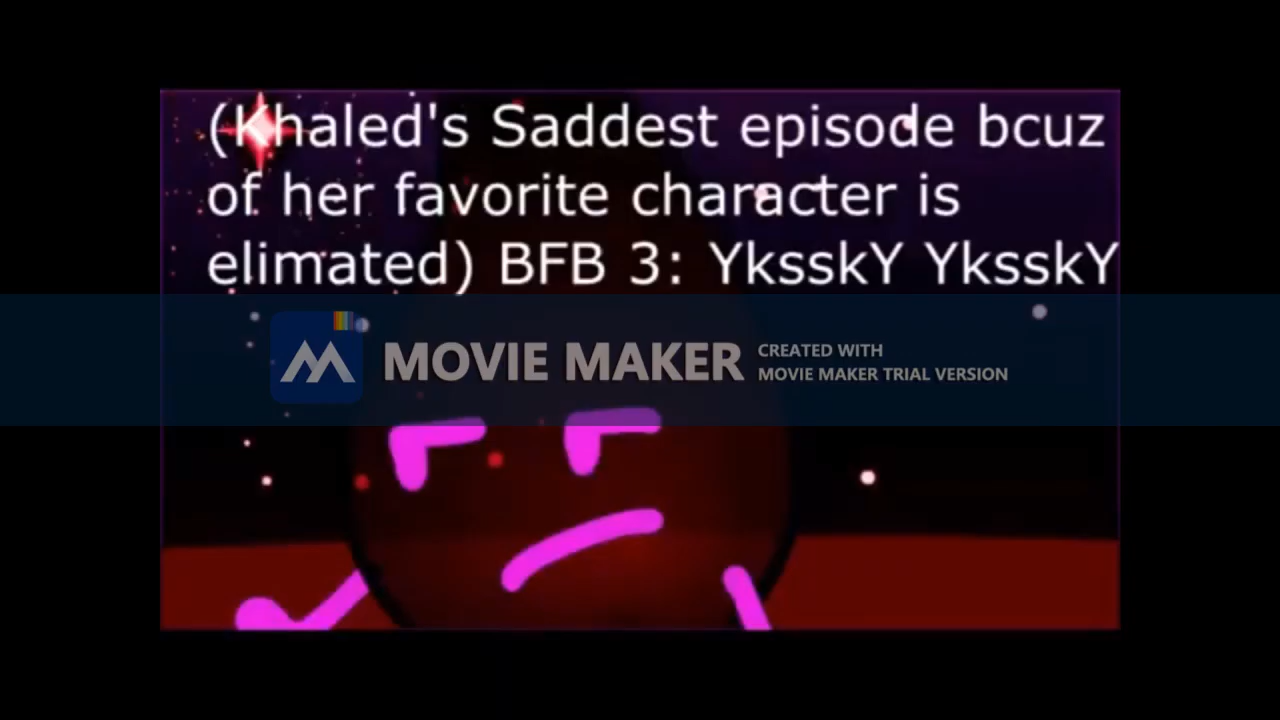 (Khaled's Saddest episode bcuz
of her favorite character is
elimated) BFB 3: YksskY YksskY
MOVIE MAKER
CREATED WITH
MOVIE MAKER TRIAL VERSION